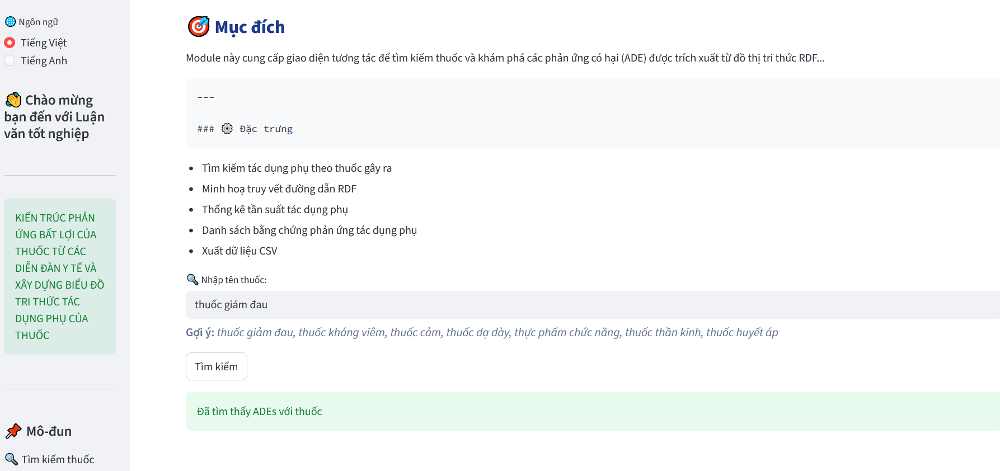 Ngôn ngữ
Tiếng Việt
Tiếng Anh
Chào mừng
bạn đến với Luận
văn tốt nghiệp
KIẾN TRÚC PHẢN
ỨNG BẤT LỢI CỦA
THUỐC TỪ CÁC
DIỄN ĐÀN Y TẾ VÀ
XÂY DỰNG BIỂU ĐỒ
TRI THỨC TÁC
DỤNG PHỤ CỦA
THUỐC
Mô-đun
Tìm kiếm thuốc
Mục đích
Module này cung cấp giao diện tương tác để tìm kiếm thuốc và khám phá các phản ứng có hại (ADE) được trích xuất từ đồ thị tri thức RDF...
---
### ⚙️ Đặc trưng
Tìm kiếm tác dụng phụ theo thuốc gây ra
Minh hoạ truy vết đường dẫn RDF
Thống kê tần suất tác dụng phụ
Danh sách bằng chứng phản ứng tác dụng phụ
Xuất dữ liệu CSV
Nhập tên thuốc:
thuốc giảm đau
Gợi ý: thuốc giảm đau, thuốc kháng viêm, thuốc cảm, thuốc dạ dày, thực phẩm chức năng, thuốc thần kinh, thuốc huyết áp
Tìm kiếm
Đã tìm thấy ADEs với thuốc